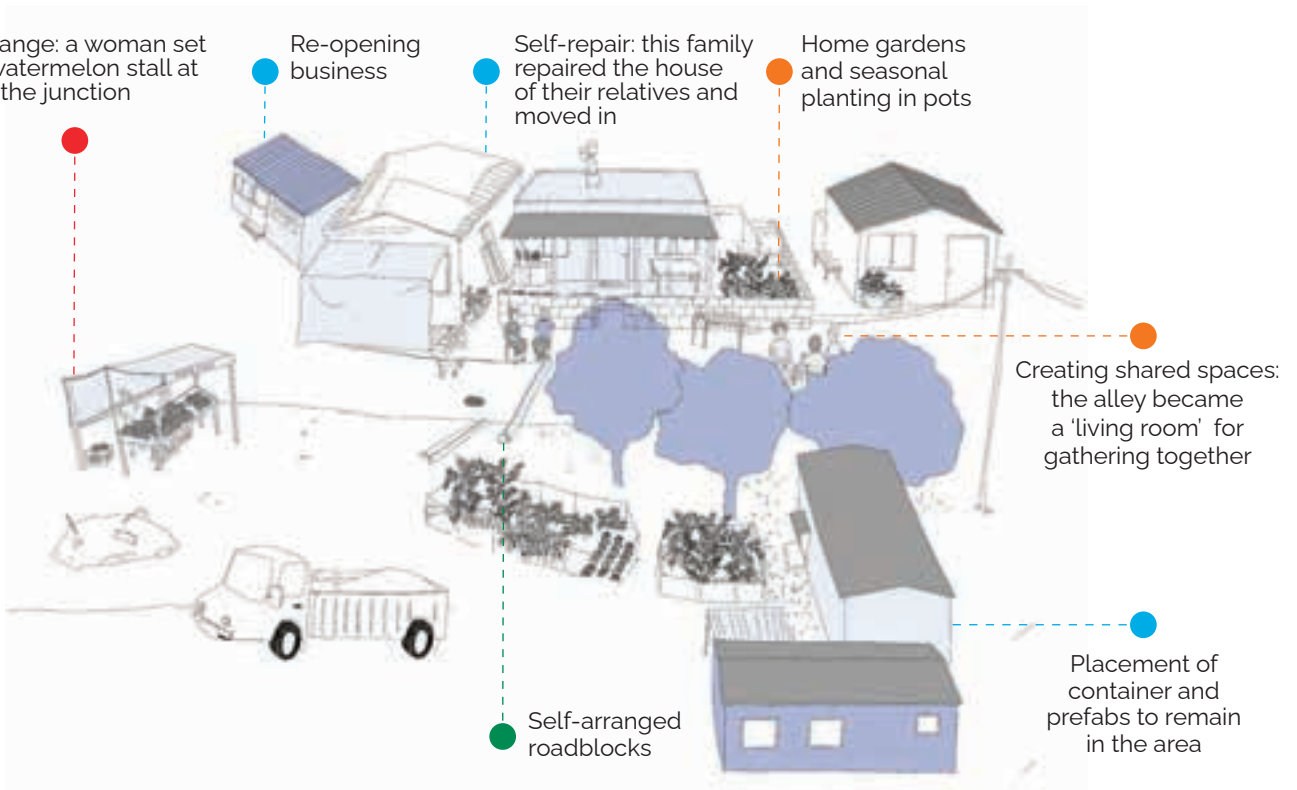 ange: a woman set
watermelon stall at
the junction
Re-opening
business
Self-repair: this family
repaired the house
of their relatives and
moved in
Home gardens
and seasonal
planting in pots
Creating shared spaces:
the alley became
a ‘living room’ for
gathering together
Self-arranged
roadblocks
Placement of
container and
prefabs to remain
in the area